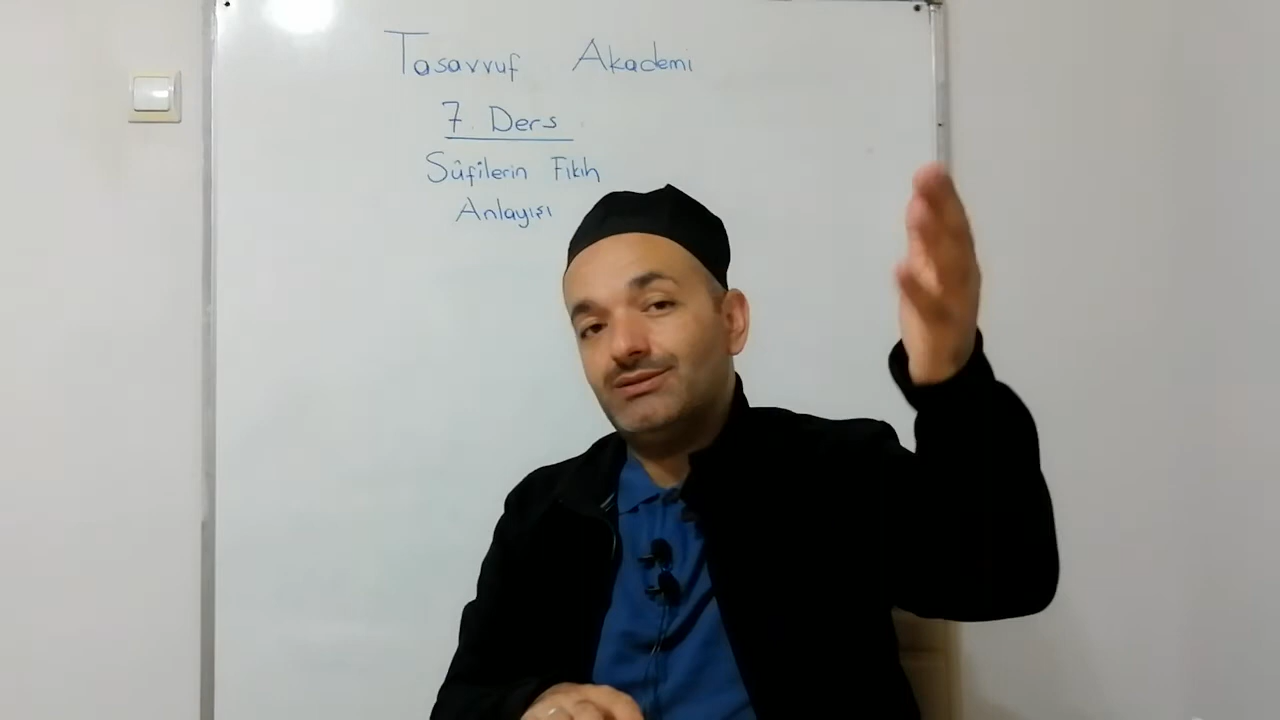 Tasavvuf Akademi
7. Ders
Sûfilerin Fıkıh
Anlayışı